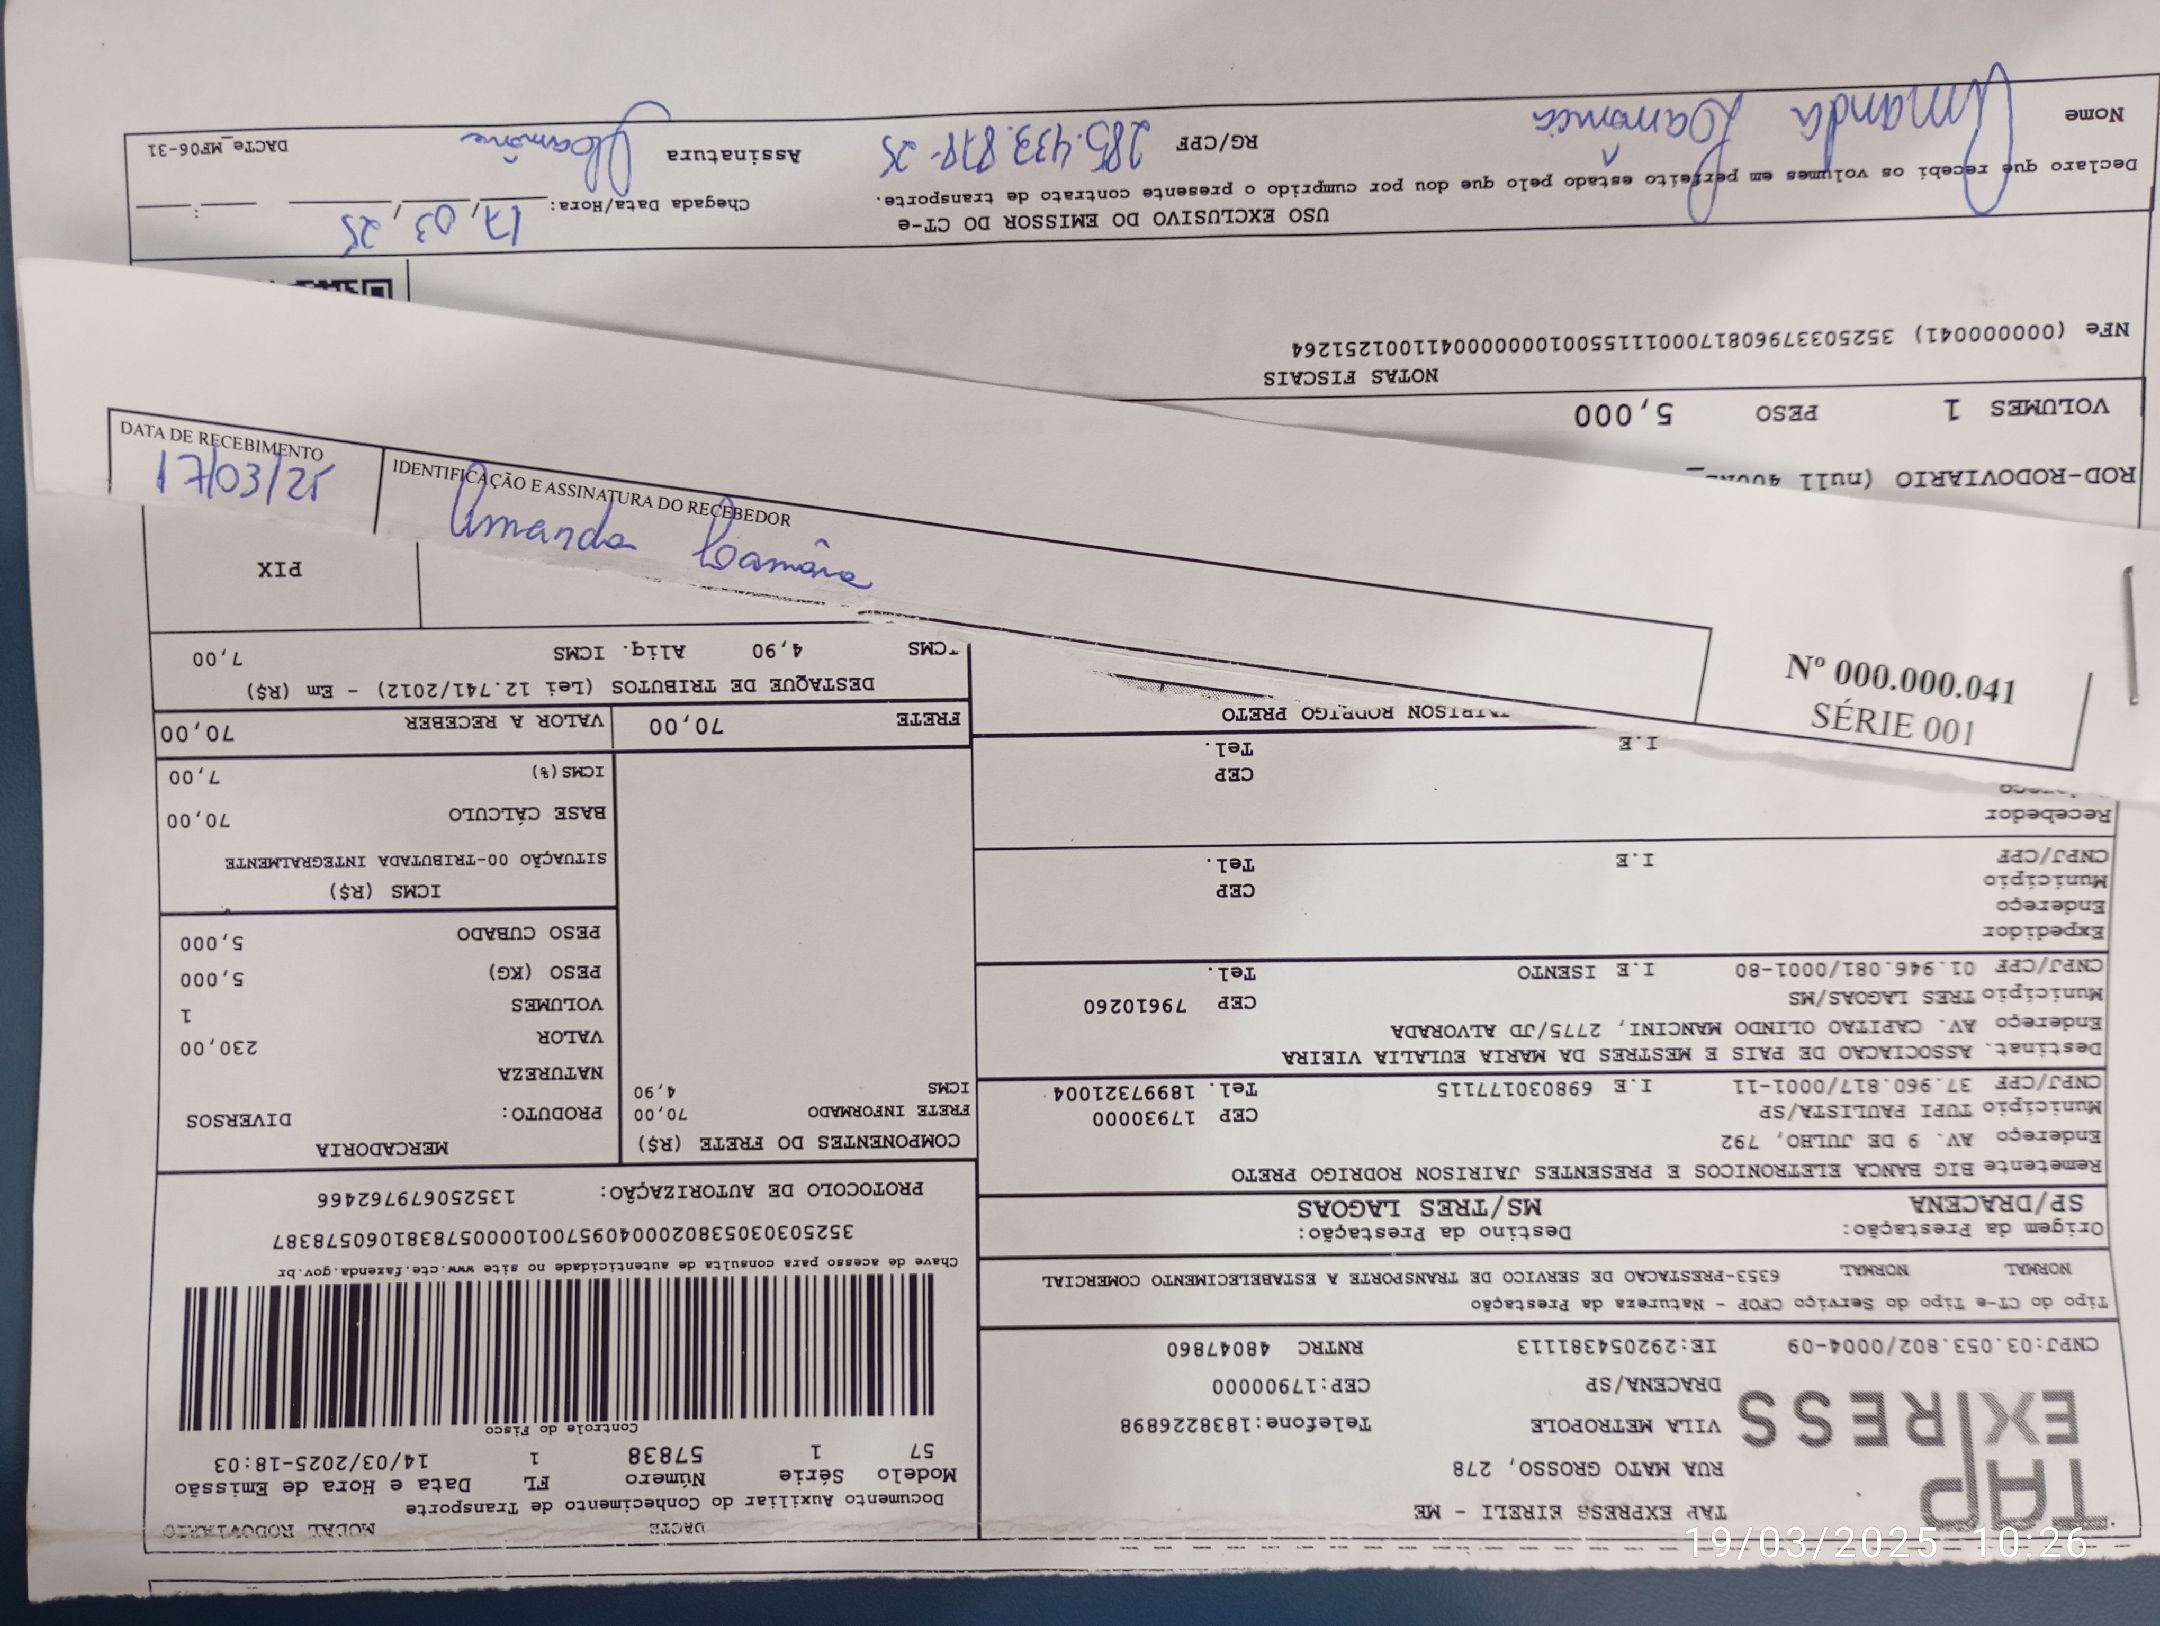 TAP EXPRESS
TAP EXPRESS EIRELI - ME
RUA MATO GROSSO, 278
VILA METROPOLE Telefone:1838226898
DRACENA/SP CEP:17900000
CNPJ:03.053.802/0004-09 IE:292054381113 RNTRC 48047860
Tipo do CT-e Tipo do Serviço CFOP - Natureza da Prestação
NORMAL NORMAL 6353-PRESTACAO DE SERVICO DE TRANSPORTE A ESTABELECIMENTO COMERCIAL
Origem da Prestação: Destino da Prestação:
SP/DRACENA MS/TRES LAGOAS
Remetente BIG BANCA ELETRONICOS E PRESENTES JAIRISON RODRIGO PRETO
Endereço AV. 9 DE JULHO, 792
Município TUPI PAULISTA/SP CEP 17930000
CNPJ/CPF 37.960.817/0001-11 I.E 698030177115 Tel. 18997321004
Destinat. ASSOCIACAO DE PAIS E MESTRES DA MARIA EULALIA VIEIRA
Endereço AV. CAPITAO OLINDO MANCINI, 2775/JD ALVORADA
Município TRES LAGOAS/MS CEP 79610260
CNPJ/CPF 01.946.081/0001-80 I.E ISENTO Tel.
Expedidor
Endereço
Município CEP
CNPJ/CPF I.E Tel.
Recebedor
CEP
I.E Tel.
RODRIGO PRETO
DACTE MODAL RODOVIARIO
Documento Auxiliar do Conhecimento de Transporte
Modelo Série Número FL Data e Hora de Emissão
57 1 57838 1 14/03/2025-18:03
Controle do Fisco
Chave de acesso para consulta de autenticidade no site www.cte.fazenda.gov.br
35250303053802000409570010000578381060578387
PROTOCOLO DE AUTORIZAÇÃO: 135250679762466
COMPONENTES DO FRETE (R$)
FRETE INFORMADO 70,00
ICMS 4,90
MERCADORIA
PRODUTO: DIVERSOS
NATUREZA
VALOR 230,00
VOLUMES 1
PESO (KG) 5,000
PESO CUBADO 5,000
ICMS (R$)
SITUAÇÃO 00-TRIBUTADA INTEGRALMENTE
BASE CÁLCULO 70,00
ICMS(%) 7,00
FRETE 70,00 VALOR A RECEBER 70,00
DESTAQUE DE TRIBUTOS (Lei 12.741/2012) - Em (R$)
ICMS 4,90 Aliq. ICMS 7,00
PIX
DATA DE RECEBIMENTO
17/03/25
IDENTIFICAÇÃO E ASSINATURA DO RECEBEDOR
Amanda Camâra
Nº 000.000.041
SÉRIE 001
ROD-RODOVIARIO (null
VOLUMES 1 PESO 5,000
NOTAS FISCAIS
NFe (00000041) 35250337960817000111550010000000411001251264
USO EXCLUSIVO DO EMISSOR DO CT-e
Declaro que recebi os volumes em perfeito estado pelo que dou por cumprido o presente contrato de transporte.
Chegada Data/Hora: 17,03,25
Nome Amanda
RG/CPF
Assinatura
DACTe_MF06-31
19/03/2025 10:26